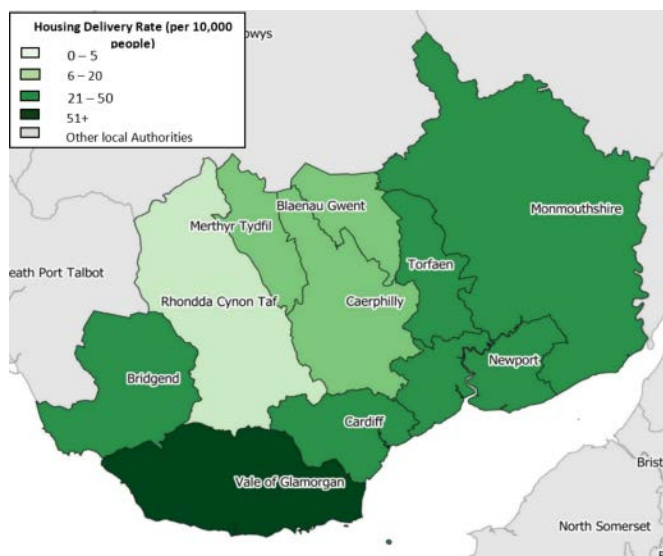 Housing Delivery Rate (per 10,000
people)
0 – 5
6 – 20
21 – 50
51+
Other local Authorities
owys
Blaenau Gwent
Monmouthshire
Merthyr Tydfil
Torfaen
eath Port Talbot
Rhondda Cynon Taf
Caerphilly
Newport
Bridgend
Cardiff
Brist
Vale of Glamorgan
North Somerset